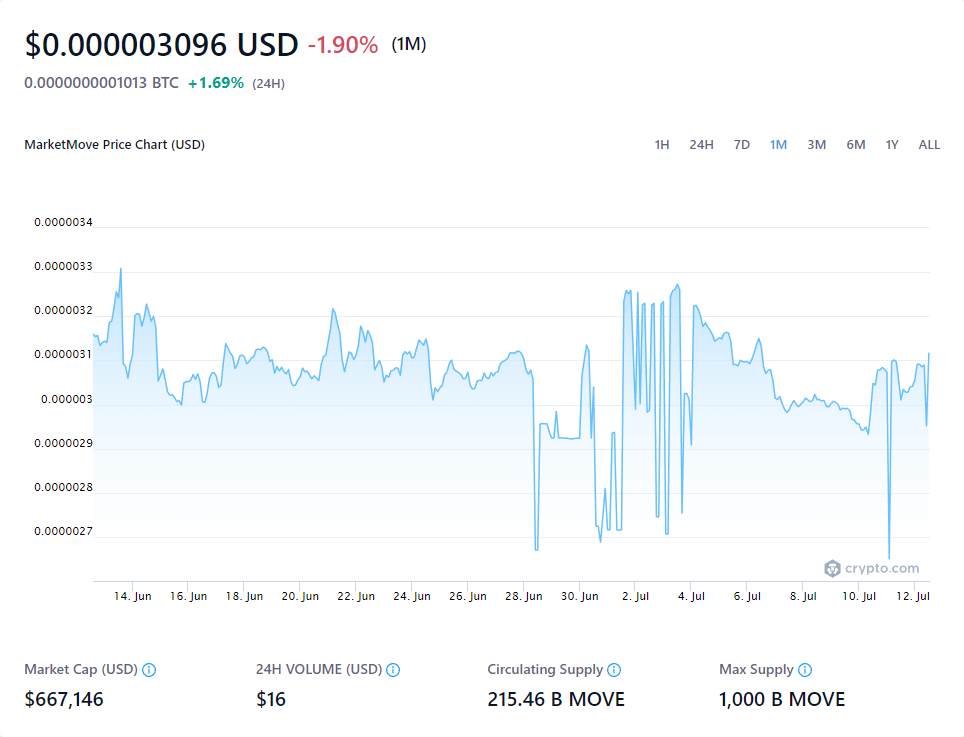 $0.000003096 USD -1.90% (1M)
0.0000000001013 BTC +1.69% (24H)
MarketMove Price Chart (USD) 1H 24H 7D 1M 3M 6M 1Y ALL
0.0000034
0.0000033
0.0000032
0.0000031
0.000003
0.0000029
0.0000028
0.0000027
crypto.com
14. Jun 16. Jun 18. Jun 20. Jun 22. Jun 24. Jun 26. Jun 28. Jun 30. Jun 2. Jul 4. Jul 6. Jul 8. Jul 10. Jul 12. Jul
Market Cap (USD) 24H VOLUME (USD) Circulating Supply Max Supply
$667,146 $16 215.46 B MOVE 1,000 B MOVE